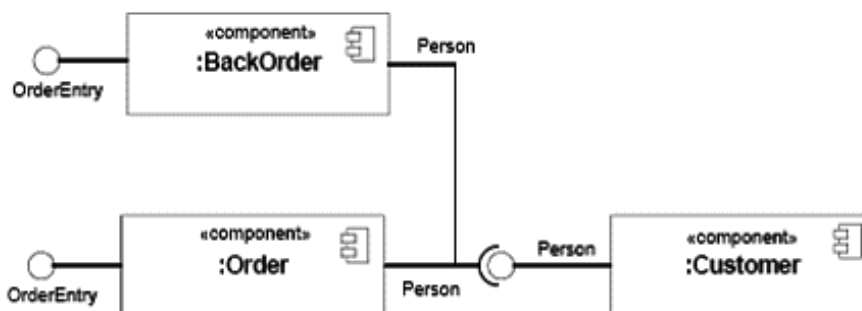 «component»
:BackOrder
Person
OrderEntry
«component»
:Order
Person
OrderEntry
Person
«component»
:Customer